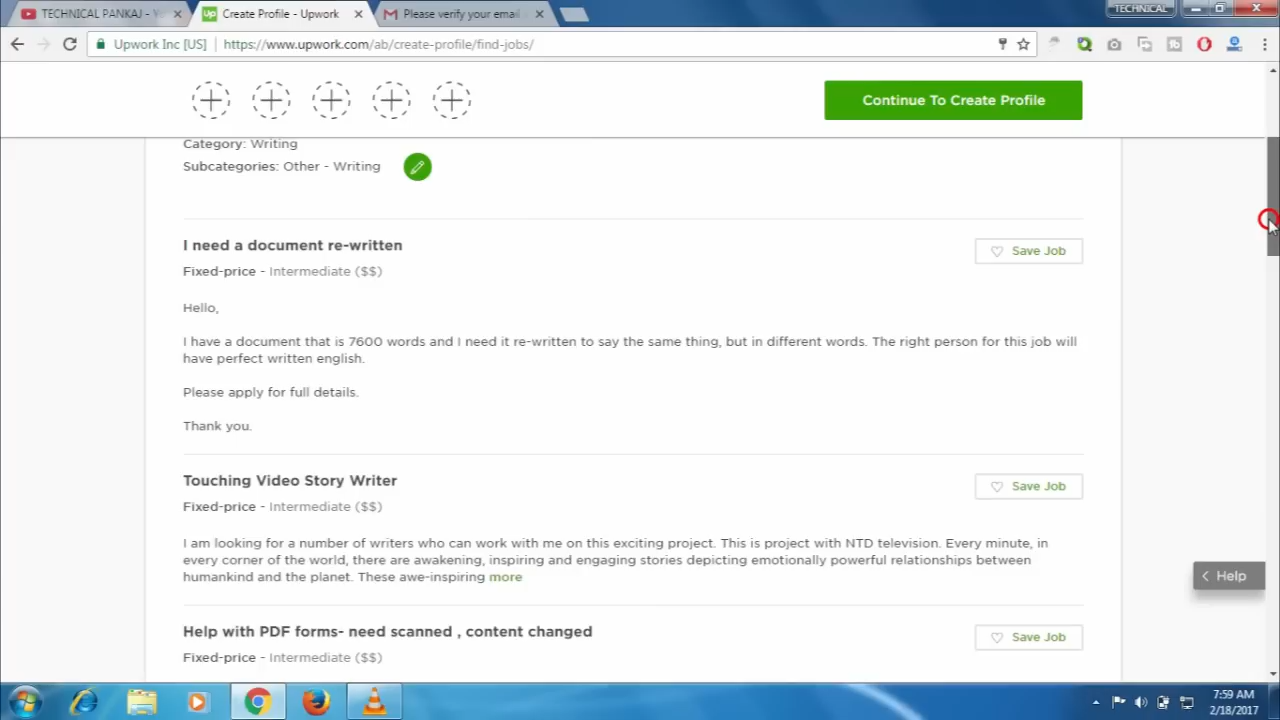 TECHNICAL PANKAJ - Y
Create Profile - Upwork
Please verify your email
TECHNICAL
Upwork Inc [US]
https://www.upwork.com/ab/create-profile/find-jobs/
Continue To Create Profile
Category: Writing
Subcategories: Other - Writing
I need a document re-written
Save Job
Fixed-price - Intermediate ($$)
Hello,
I have a document that is 7600 words and I need it re-written to say the same thing, but in different words. The right person for this job will
have perfect written english.
Please apply for full details.
Thank you.
Touching Video Story Writer
Save Job
Fixed-price - Intermediate ($$)
I am looking for a number of writers who can work with me on this exciting project. This is project with NTD television. Every minute, in
every corner of the world, there are awakening, inspiring and engaging stories depicting emotionally powerful relationships between
humankind and the planet. These awe-inspiring more
Help
Help with PDF forms- need scanned , content changed
Save Job
Fixed-price - Intermediate ($$)
7:59 AM
2/18/2017